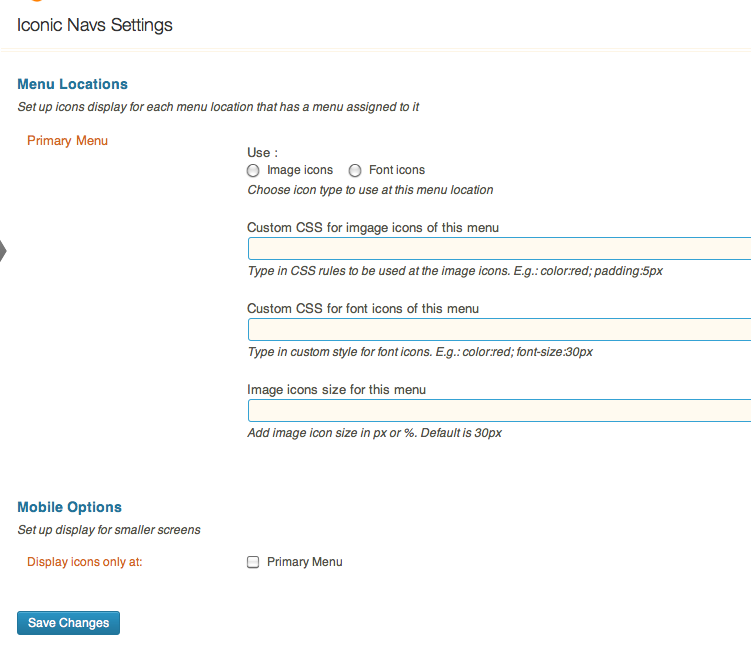 Iconic Navs Settings
Menu Locations
Set up icons display for each menu location that has a menu assigned to it
Primary Menu
Use :
Image icons Font icons
Choose icon type to use at this menu location
Custom CSS for imgage icons of this menu
Type in CSS rules to be used at the image icons. E.g.: color:red; padding:5px
Custom CSS for font icons of this menu
Type in custom style for font icons. E.g.: color:red; font-size:30px
Image icons size for this menu
Add image icon size in px or %. Default is 30px
Mobile Options
Set up display for smaller screens
Display icons only at: Primary Menu
Save Changes